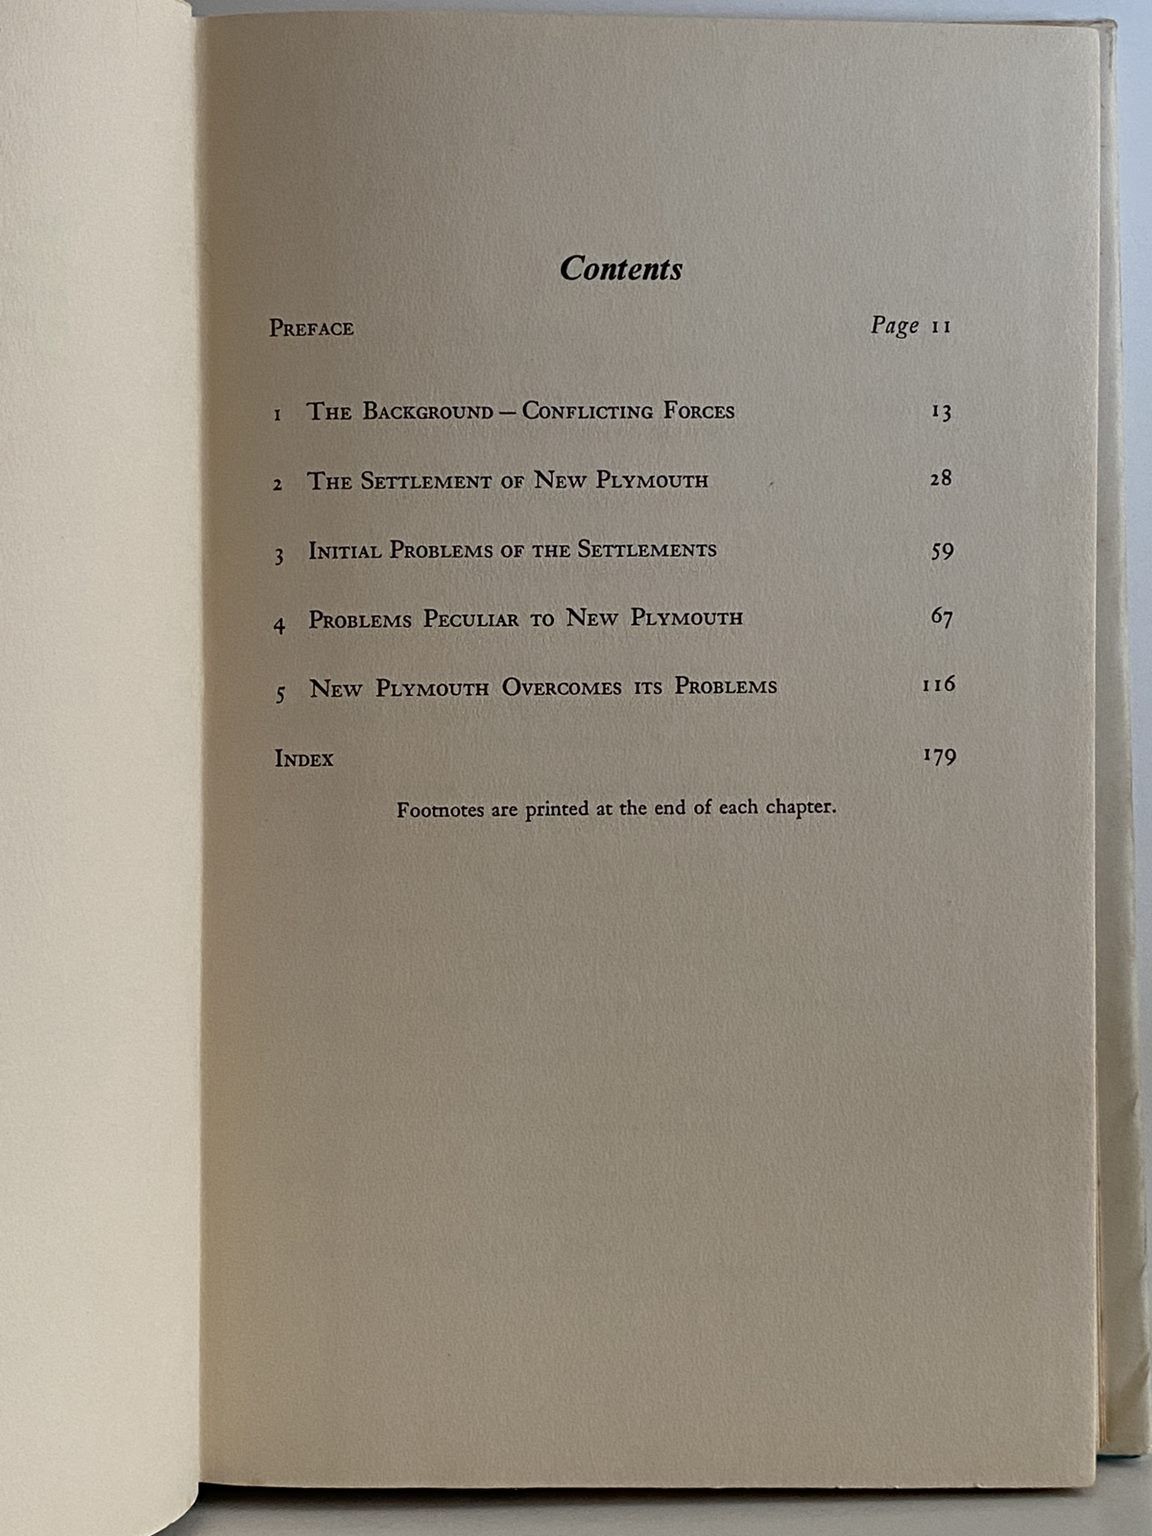 Contents
Preface Page 11
1 The Background – Conflicting Forces 13
2 The Settlement of New Plymouth 28
3 Initial Problems of the Settlements 59
4 Problems Peculiar to New Plymouth 67
5 New Plymouth Overcomes its Problems 116
Index 179
Footnotes are printed at the end of each chapter.